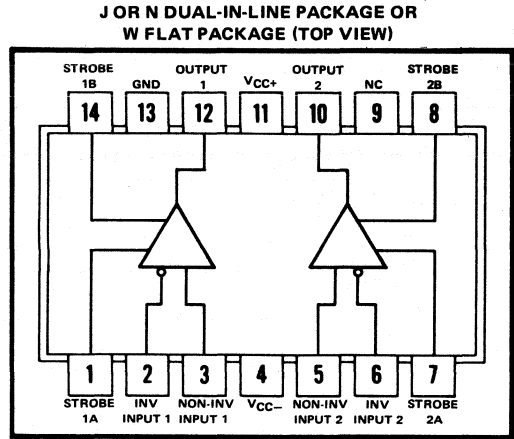 J OR N DUAL-IN-LINE PACKAGE OR
W FLAT PACKAGE (TOP VIEW)
STROBE 1B
GND
OUTPUT 1
VCC+
OUTPUT 2
NC
STROBE 2B
14 13 12 11 10 9 8
1 2 3 4 5 6 7
STROBE 1A
INV INPUT 1
NON-INV INPUT 1
VCC–
NON-INV INPUT 2
INV INPUT 2
STROBE 2A